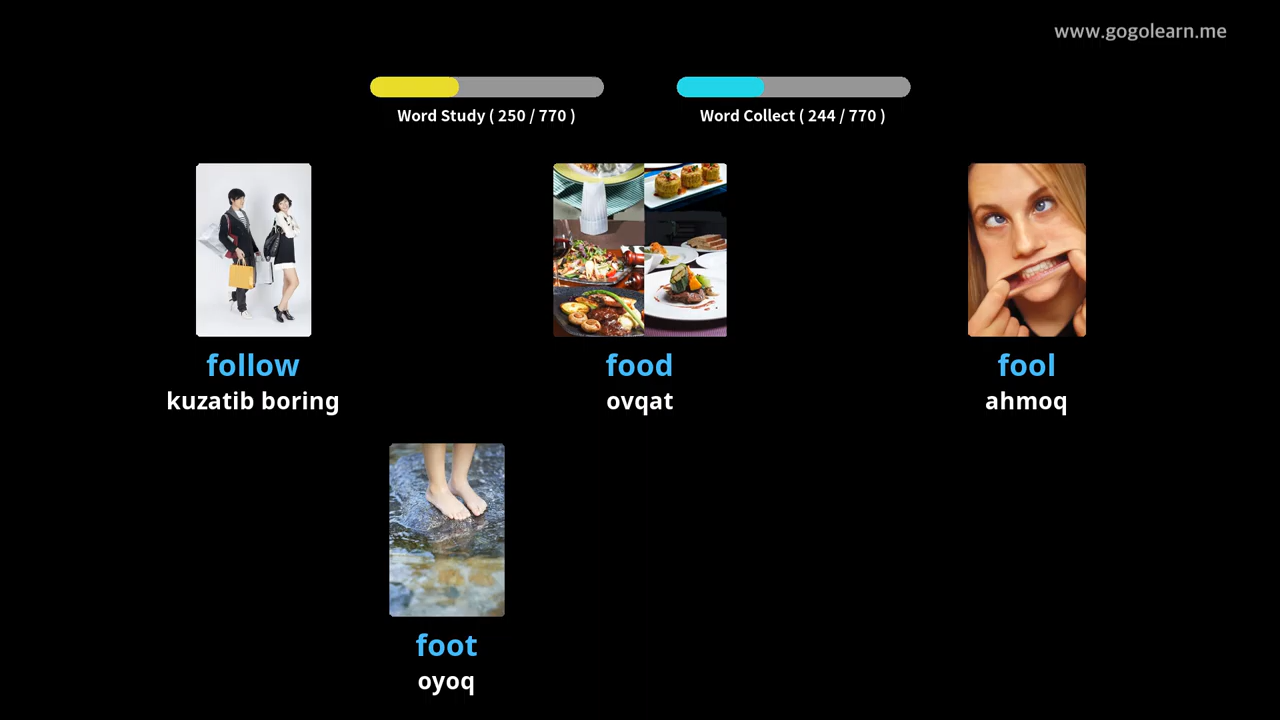 www.gogolearn.me
Word Study ( 250 / 770 )
Word Collect ( 244 / 770 )
follow
kuzatib boring
food
ovqat
fool
ahmoq
foot
oyoq